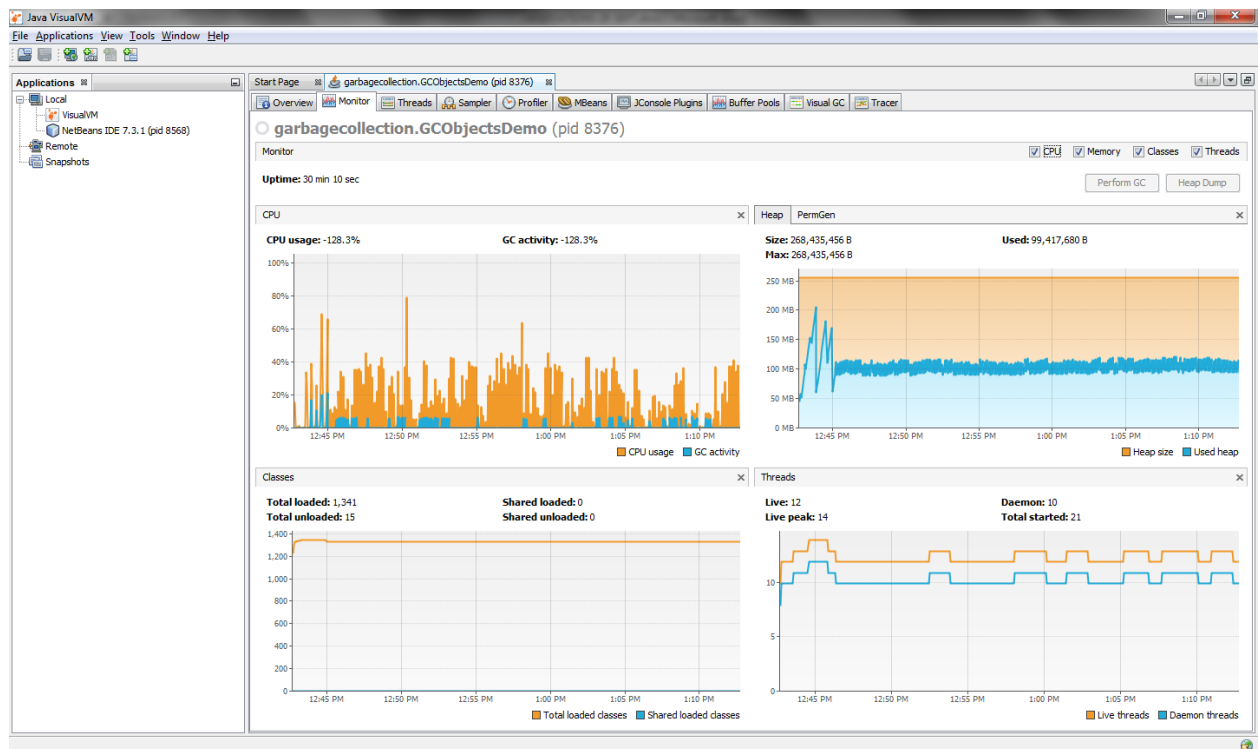 Java VisualVM
File Applications View Tools Window Help
Applications
Start Page garbagecollection.GCObjectsDemo (pid 8376)
Local
VisualVM
NetBeans IDE 7.3.1 (pid 8568)
Remote
Snapshots
Overview Monitor Threads Sampler Profiler MBeans JConsole Plugins Buffer Pools Visual GC Tracer
garbagecollection.GCObjectsDemo (pid 8376)
Monitor CPU Memory Classes Threads
Uptime: 30 min 10 sec Perform GC Heap Dump
CPU
CPU usage: -128.3% GC activity: -128.3%
100%
80%
60%
40%
20%
0%
12:45 PM 12:50 PM 12:55 PM 1:00 PM 1:05 PM 1:10 PM
CPU usage GC activity
Heap PermGen
Size: 268,435,456 B Used: 99,417,680 B
Max: 268,435,456 B
250 MB
200 MB
150 MB
100 MB
50 MB
0 MB
12:45 PM 12:50 PM 12:55 PM 1:00 PM 1:05 PM 1:10 PM
Heap size Used heap
Classes
Total loaded: 1,341 Shared loaded: 0
Total unloaded: 15 Shared unloaded: 0
1,400
1,200
1,000
800
600
400
200
0
12:45 PM 12:50 PM 12:55 PM 1:00 PM 1:05 PM 1:10 PM
Total loaded classes Shared loaded classes
Threads
Live: 12 Daemon: 10
Live peak: 14 Total started: 21
10
5
0
12:45 PM 12:50 PM 12:55 PM 1:00 PM 1:05 PM 1:10 PM
Live threads Daemon threads